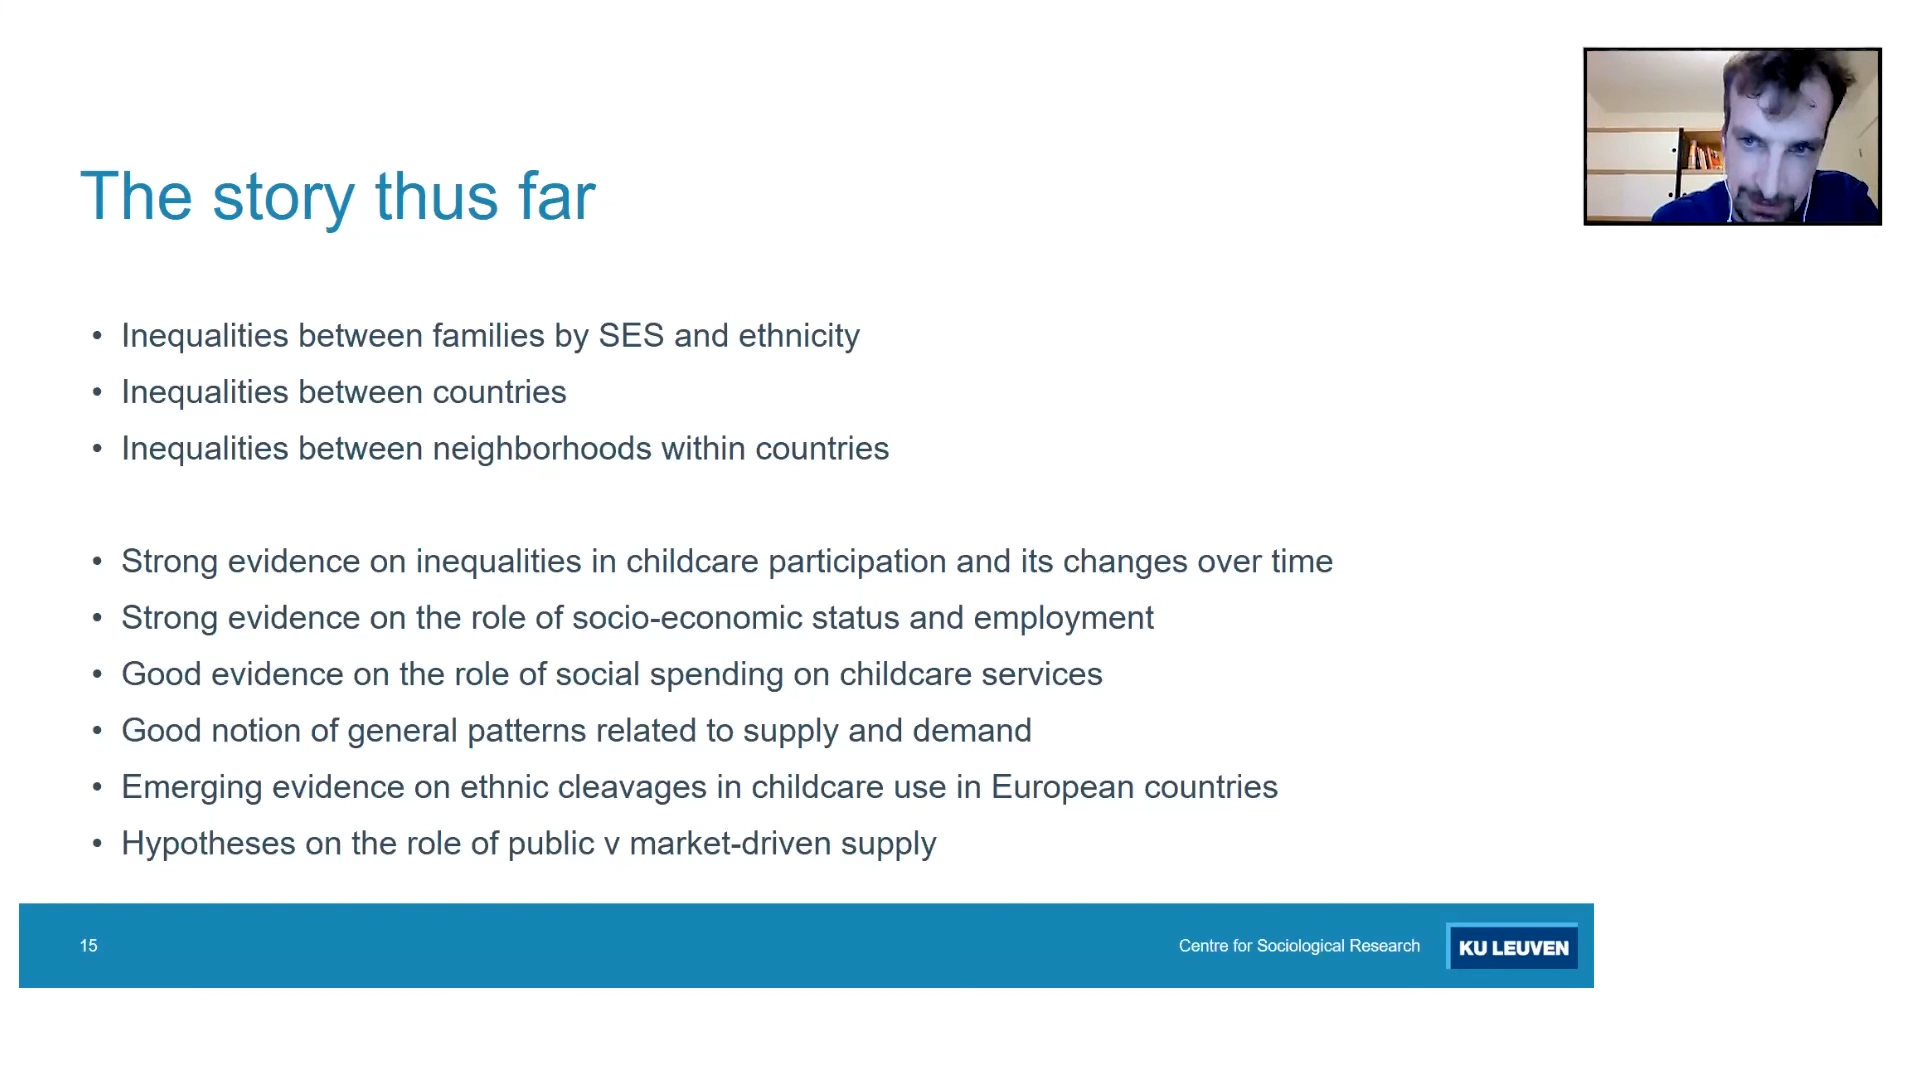 The story thus far
• Inequalities between families by SES and ethnicity
• Inequalities between countries
• Inequalities between neighborhoods within countries
• Strong evidence on inequalities in childcare participation and its changes over time
• Strong evidence on the role of socio-economic status and employment
• Good evidence on the role of social spending on childcare services
• Good notion of general patterns related to supply and demand
• Emerging evidence on ethnic cleavages in childcare use in European countries
• Hypotheses on the role of public v market-driven supply
15
Centre for Sociological Research
KU LEUVEN